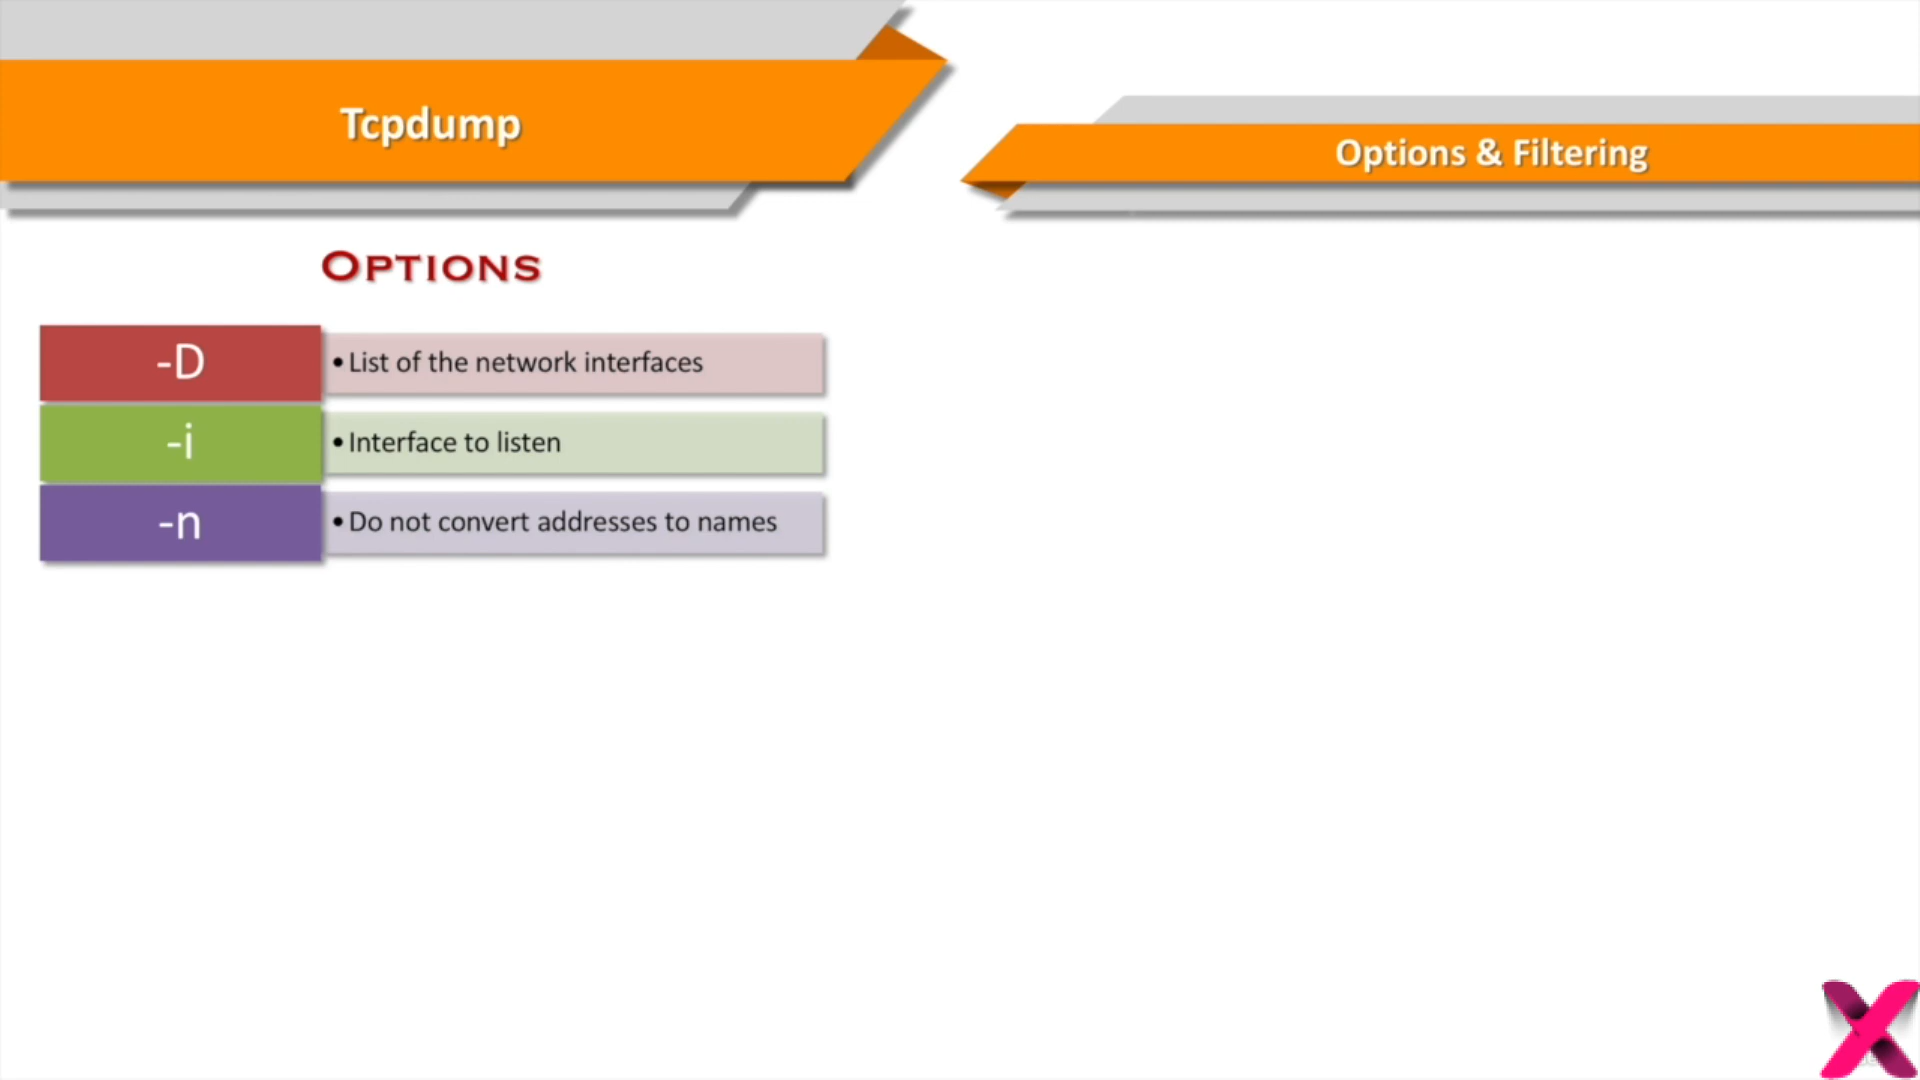 Tcpdump
Options & Filtering
OPTIONS
-D
• List of the network interfaces
-i
• Interface to listen
-n
• Do not convert addresses to names